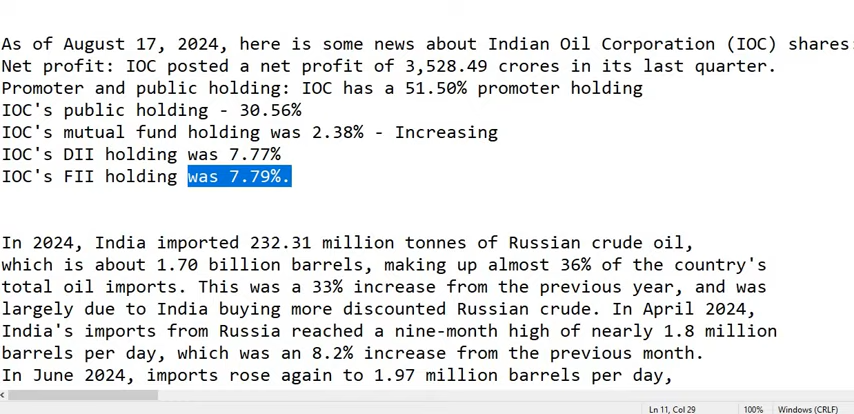 As of August 17, 2024, here is some news about Indian Oil Corporation (IOC) shares:
Net profit: IOC posted a net profit of 3,528.49 crores in its last quarter.
Promoter and public holding: IOC has a 51.50% promoter holding
IOC's public holding - 30.56%
IOC's mutual fund holding was 2.38% - Increasing
IOC's DII holding was 7.77%
IOC's FII holding was 7.79%.
In 2024, India imported 232.31 million tonnes of Russian crude oil,
which is about 1.70 billion barrels, making up almost 36% of the country's
total oil imports. This was a 33% increase from the previous year, and was
largely due to India buying more discounted Russian crude. In April 2024,
India's imports from Russia reached a nine-month high of nearly 1.8 million
barrels per day, which was an 8.2% increase from the previous month.
In June 2024, imports rose again to 1.97 million barrels per day,
Ln 11, Col 29 100% Windows (CRLF)